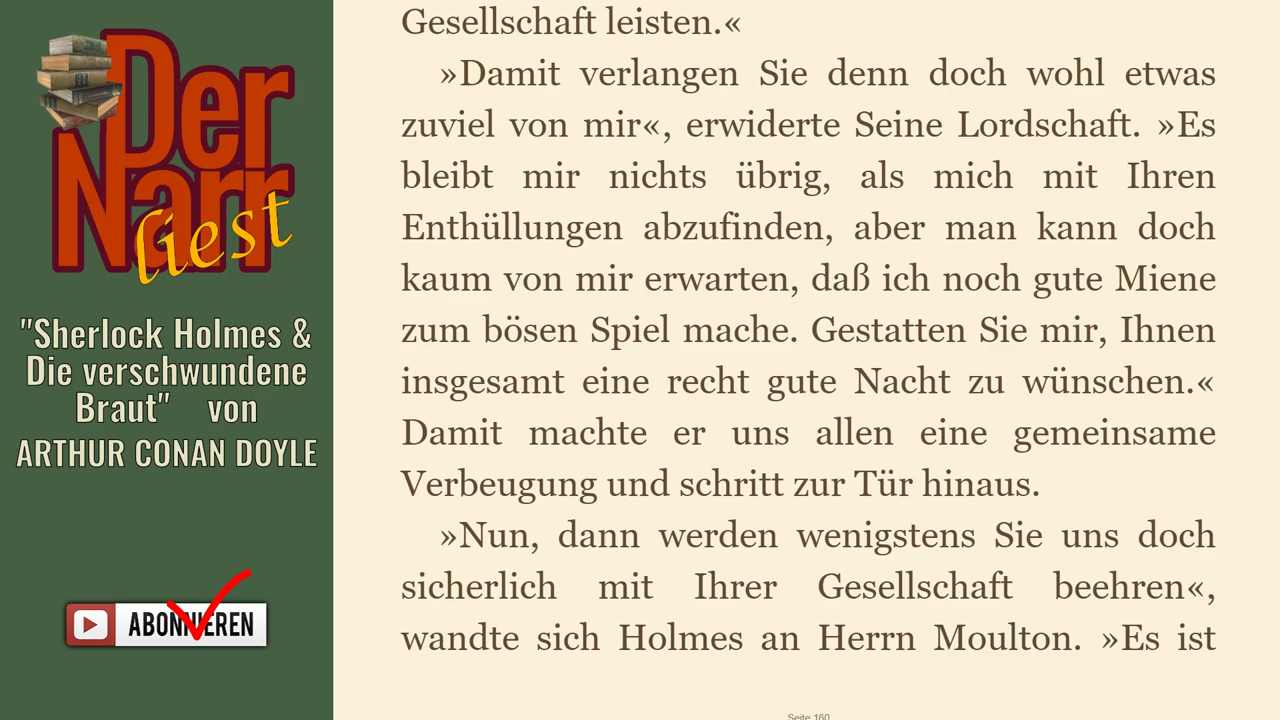 Der
Narr
liest
"Sherlock Holmes &
Die verschwundene
Braut" von
ARTHUR CONAN DOYLE
ABONNIEREN
Gesellschaft leisten.«
»Damit verlangen Sie denn doch wohl etwas
zuviel von mir«, erwiderte Seine Lordschaft. »Es
bleibt mir nichts übrig, als mich mit Ihren
Enthüllungen abzufinden, aber man kann doch
kaum von mir erwarten, daß ich noch gute Miene
zum bösen Spiel mache. Gestatten Sie mir, Ihnen
insgesamt eine recht gute Nacht zu wünschen.«
Damit machte er uns allen eine gemeinsame
Verbeugung und schritt zur Tür hinaus.
»Nun, dann werden wenigstens Sie uns doch
sicherlich mit Ihrer Gesellschaft beehren«,
wandte sich Holmes an Herrn Moulton. »Es ist
Seite 160